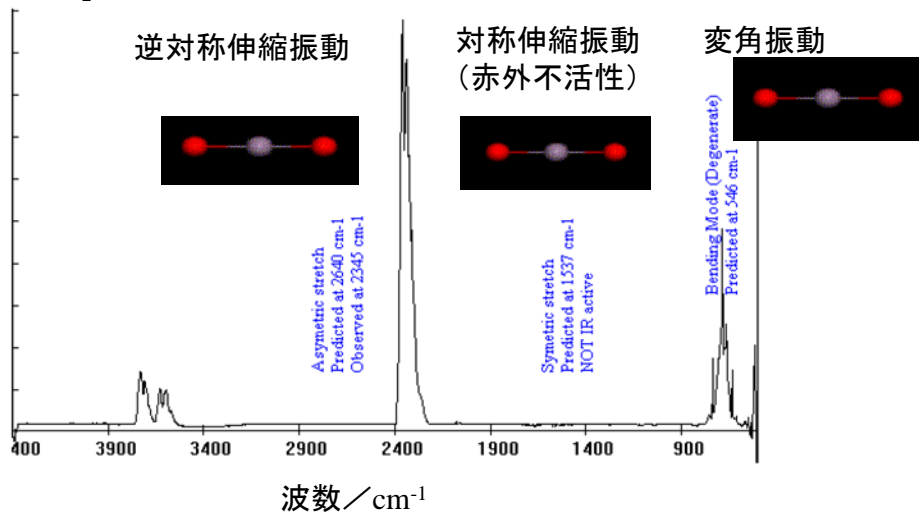 逆対称伸縮振動
対称伸縮振動
（赤外不活性）
変角振動
Asymetric stretch
Predicted at 2640 cm-1
Observed at 2345 cm-1
Symetric stretch
Predicted at 1537 cm-1
NOT IR active
Bending Mode (Degenerate)
Predicted at 546 cm-1
400 3900 3400 2900 2400 1900 1400 900
波数／cm-1